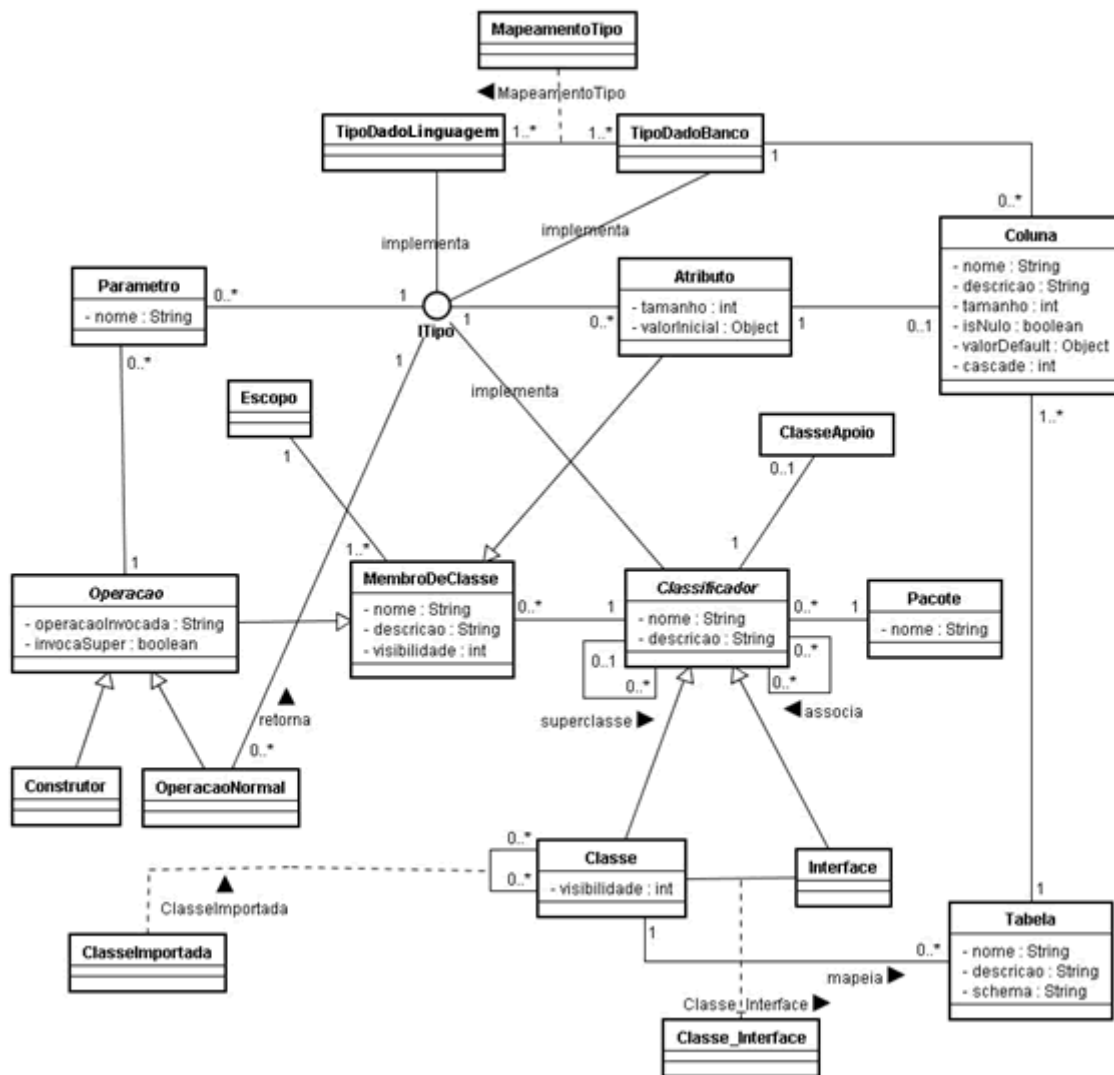 MapeamentoTipo
MapeamentoTipo
TipoDadoLinguagem
1..*
1..*
TipoDadoBanco
1
0..*
implementa
implementa
Coluna
- nome : String
- descricao : String
- tamanho : int
- isNulo : boolean
- valorDefault : Object
- cascade : int
Parametro
- nome : String
0..*
1
ITipo
1
0..*
Atributo
- tamanho : int
- valorInicial : Object
1
0..1
0..*
1
Escopo
1
implementa
1..*
ClasseApoio
0..1
1
1..*
1
Operacao
- operacaoInvocada : String
- invocaSuper : boolean
MembroDeClasse
- nome : String
- descricao : String
- visibilidade : int
0..*
1
Classificador
- nome : String
- descricao : String
0..*
1
Pacote
- nome : String
0..1
0..*
0..*
0..*
superclasse
associa
retorna
0..*
Construtor
OperacaoNormal
0..*
0..*
Classe
- visibilidade : int
Interface
ClasseImportada
ClasseImportada
1
0..*
mapeia
1
Tabela
- nome : String
- descricao : String
- schema : String
Classe_Interface
Classe_Interface